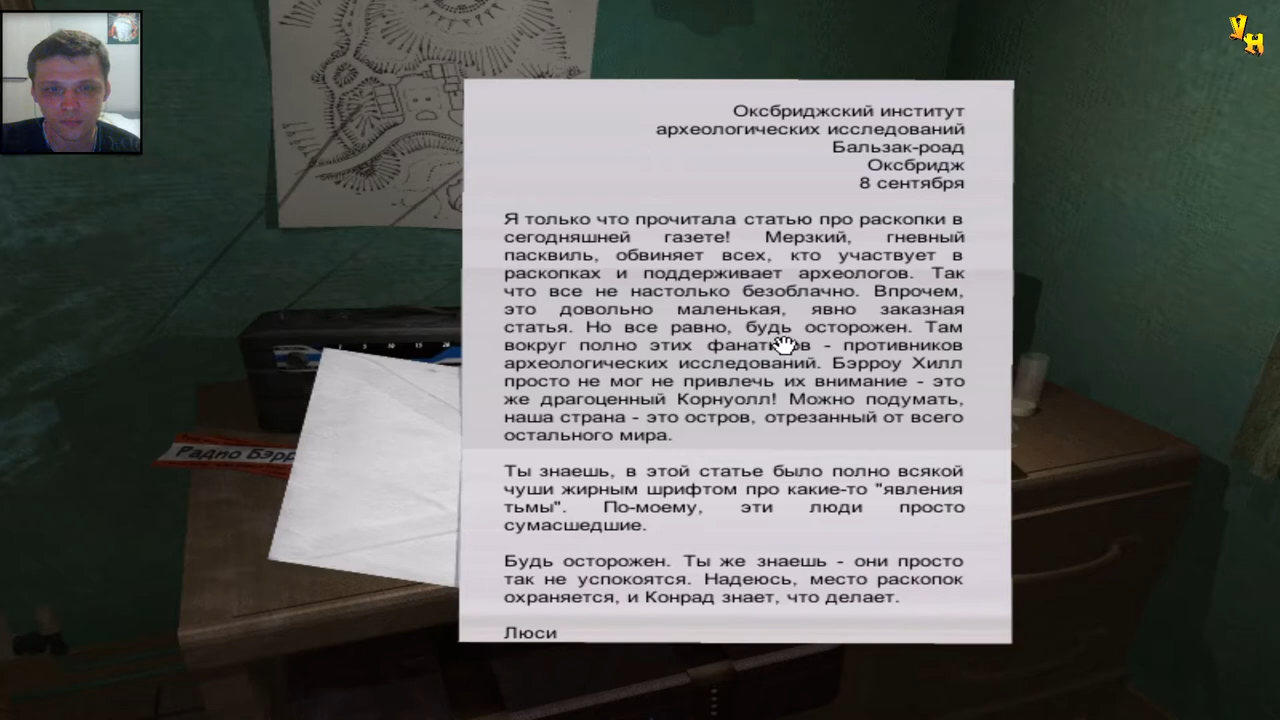 УН
Оксбриджский институт
археологических исследований
Бальзак-роад
Оксбридж
8 сентября
Я только что прочитала статью про раскопки в
сегодняшней газете! Мерзкий, гневный
пасквиль, обвиняет всех, кто участвует в
раскопках и поддерживает археологов. Так
что все не настолько безоблачно. Впрочем,
это довольно маленькая, явно заказная
статья. Но все равно, будь осторожен. Там
вокруг полно этих фанатиков - противников
археологических исследований. Бэрроу Хилл
просто не мог не привлечь их внимание - это
же драгоценный Корнуолл! Можно подумать,
наша страна - это остров, отрезанный от всего
остального мира.
Ты знаешь, в этой статье было полно всякой
чуши жирным шрифтом про какие-то "явления
тьмы". По-моему, эти люди просто
сумасшедшие.
Будь осторожен. Ты же знаешь - они просто
так не успокоятся. Надеюсь, место раскопок
охраняется, и Конрад знает, что делает.
Люси
Радио Бэрр